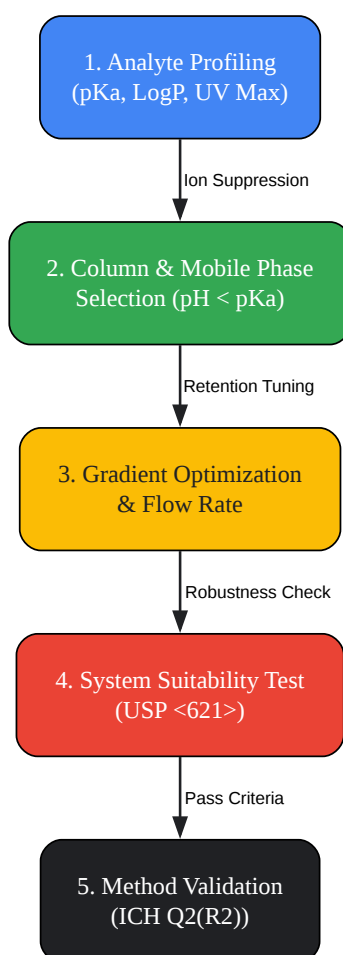 1. Analyte Profiling
(pKa, LogP, UV Max)
Ion Suppression
2. Column & Mobile Phase
Selection (pH < pKa)
Retention Tuning
3. Gradient Optimization
& Flow Rate
Robustness Check
4. System Suitability Test
(USP <621>)
Pass Criteria
5. Method Validation
(ICH Q2(R2))